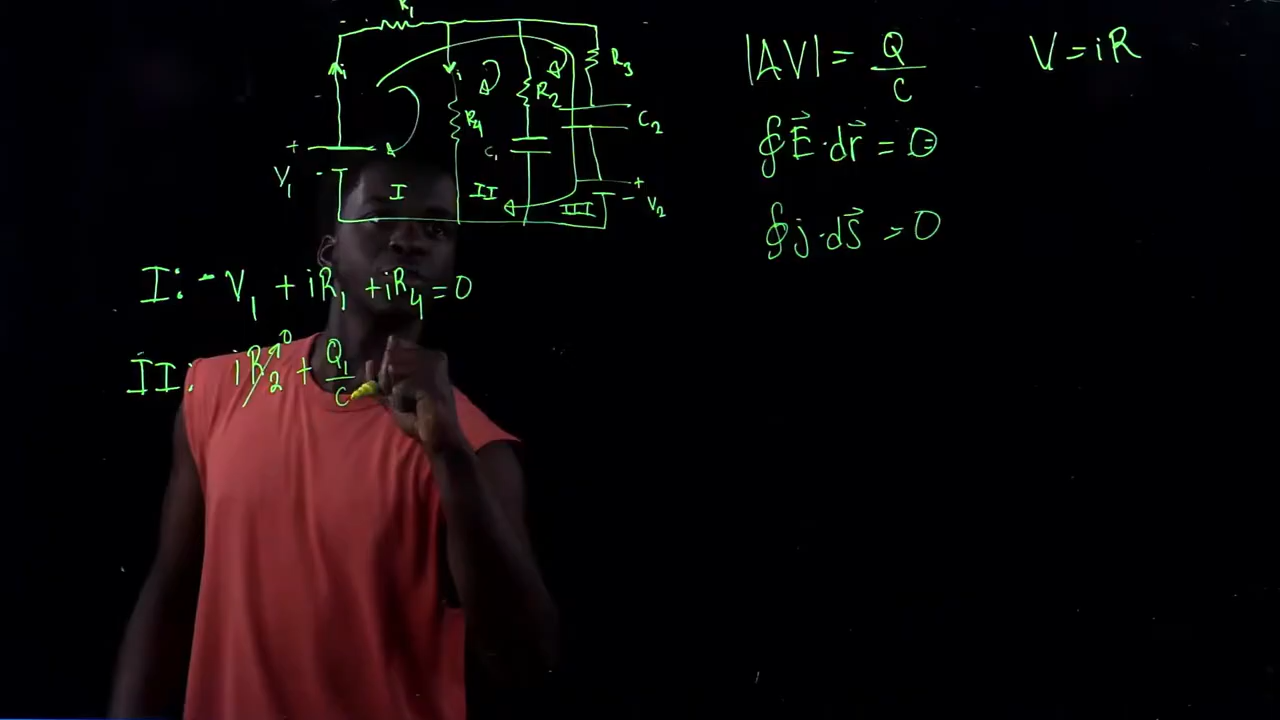 R₁
i
i
R₃
R₂
R₄
C₂
C₁
+
V₁
-
I
II
III
+
-
V₂
|ΔV| = Q/C
V = iR
∮E⃗·dr⃗ = 0
∮j·ds⃗ = 0
I: -V₁ + iR₁ + iR₄ = 0
II: iR₂↗⁰ + Q₁/C